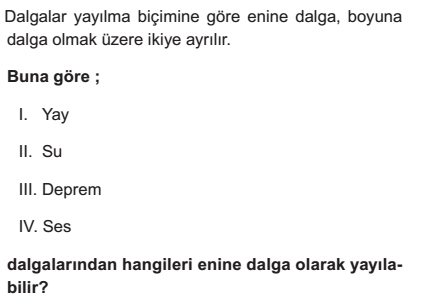 Dalgalar yayılma biçimine göre enine dalga, boyuna
dalga olmak üzere ikiye ayrılır.
Buna göre ;
I. Yay
II. Su
III. Deprem
IV. Ses
dalgalarından hangileri enine dalga olarak yayıla-
bilir?